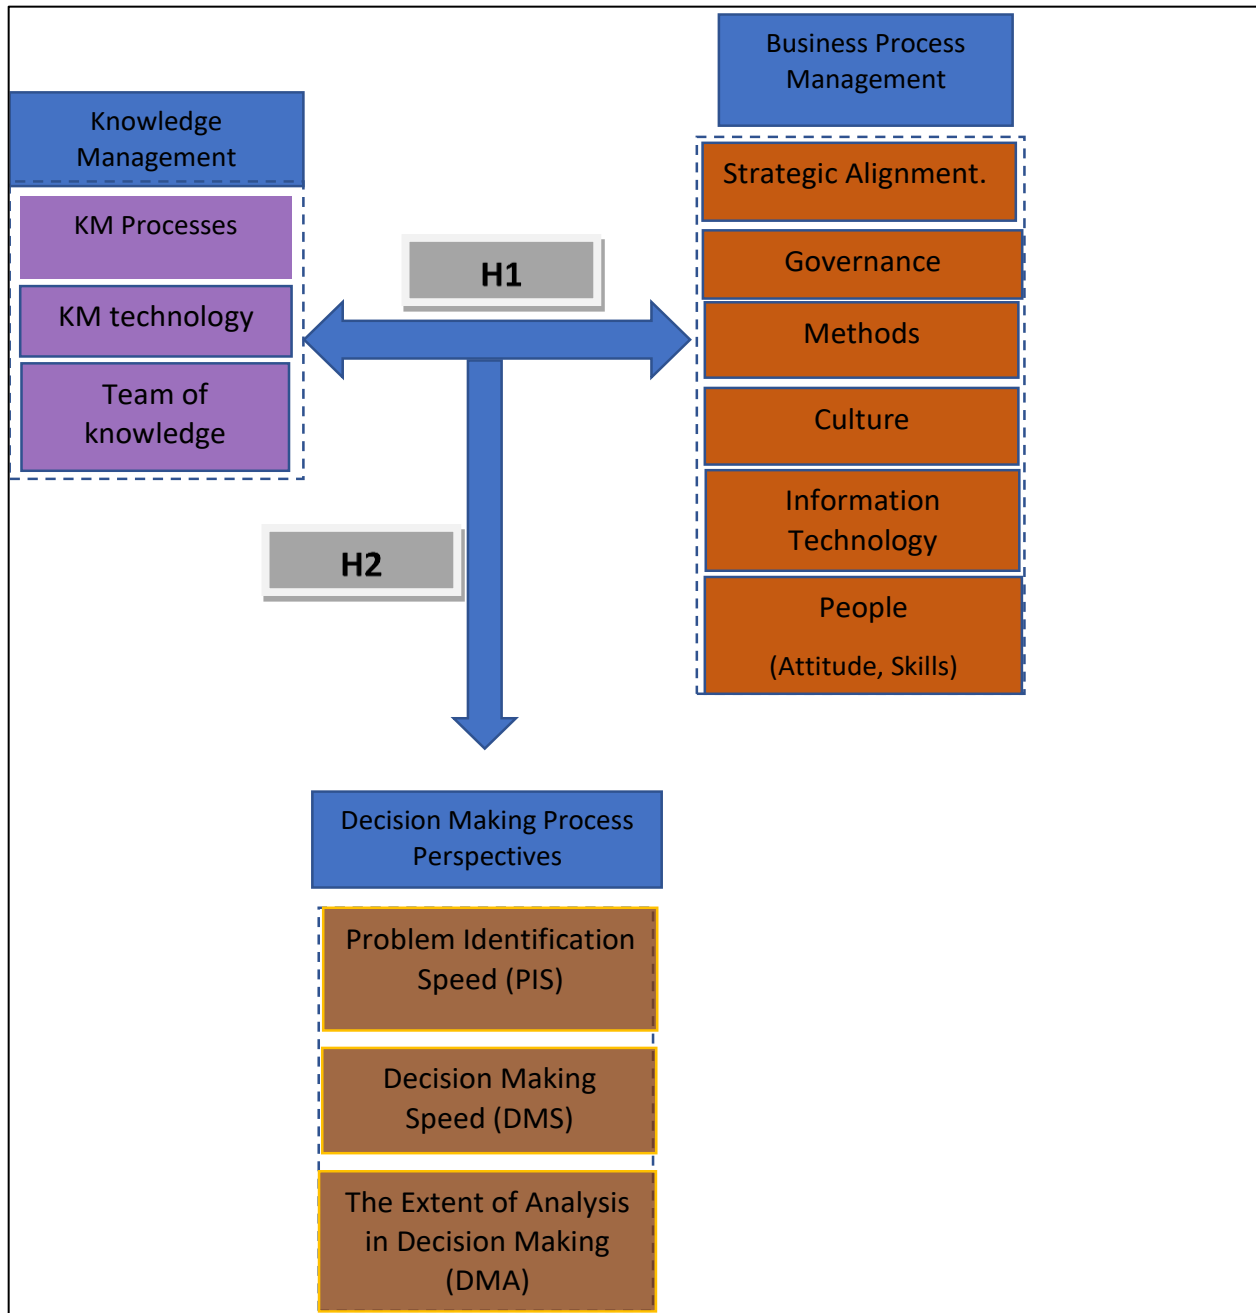 Knowledge
Management
KM Processes
KM technology
Team of
knowledge
H1
H2
Business Process
Management
Strategic Alignment.
Governance
Methods
Culture
Information
Technology
People
(Attitude, Skills)
Decision Making Process
Perspectives
Problem Identification
Speed (PIS)
Decision Making
Speed (DMS)
The Extent of Analysis
in Decision Making
(DMA)